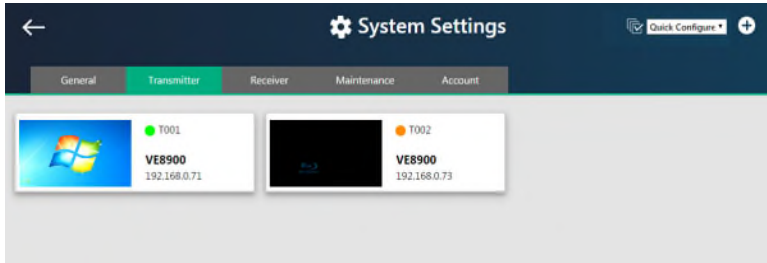 System Settings
Quick Configure
General Transmitter Receiver Maintenance Account
T001
VE8900
192.168.0.71
T002
VE8900
192.168.0.73